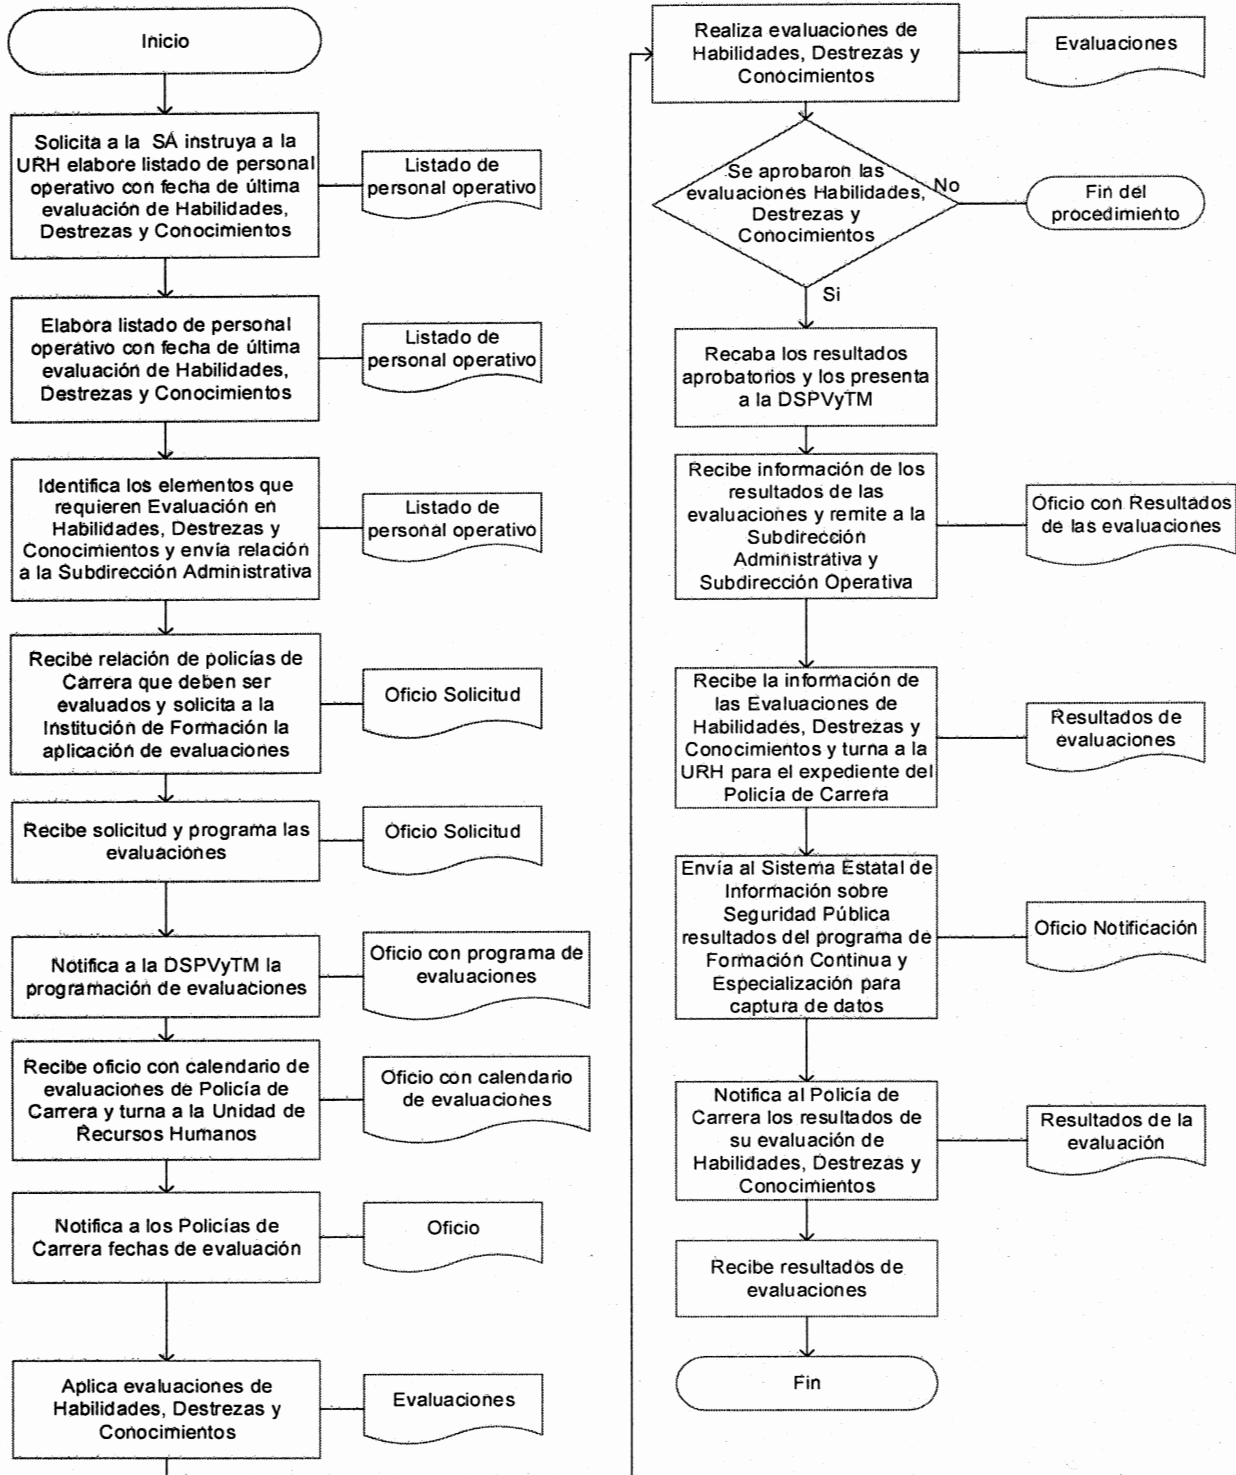 Inicio
Solicita a la SA instruya a la
URH elabore listado de personal
operativo con fecha de última
evaluación de Habilidades,
Destrezas y Conocimientos
Listado de
personal operativo
Elabora listado de personal
operativo con fecha de última
evaluación de Habilidades,
Destrezas y Conocimientos
Listado de
personal operativo
Identifica los elementos que
requieren Evaluación en
Habilidades, Destrezas y
Conocimientos y envía relación
a la Subdirección Administrativa
Listado de
personal operativo
Recibe relación de policías de
Carrera que deben ser
evaluados y solicita a la
Institución de Formación la
aplicación de evaluaciones
Oficio Solicitud
Recibe solicitud y programa las
evaluaciones
Oficio Solicitud
Notifica a la DSPVyTM la
programación de evaluaciones
Oficio con programa de
evaluaciones
Recibe oficio con calendario de
evaluaciones de Policía de
Carrera y turna a la Unidad de
Recursos Humanos
Oficio con calendario
de evaluaciones
Notifica a los Policías de
Carrera fechas de evaluación
Oficio
Aplica evaluaciones de
Habilidades, Destrezas y
Conocimientos
Evaluaciones
Realiza evaluaciones de
Habilidades, Destrezas y
Conocimientos
Evaluaciones
Se aprobaron las
evaluaciones Habilidades,
Destrezas y
Conocimientos
No
Fin del
procedimiento
Si
Recaba los resultados
aprobatorios y los presenta
a la DSPVyTM
Recibe información de los
resultados de las
evaluaciones y remite a la
Subdirección
Administrativa y
Subdirección Operativa
Oficio con Resultados
de las evaluaciones
Recibe la información de
las Evaluaciones de
Habilidades, Destrezas y
Conocimientos y turna a la
URH para el expediente del
Policía de Carrera
Resultados de
evaluaciones
Envía al Sistema Estatal de
Información sobre
Seguridad Pública
resultados del programa de
Formación Continua y
Especialización para
captura de datos
Oficio Notificación
Notifica al Policía de
Carrera los resultados de
su evaluación de
Habilidades, Destrezas y
Conocimientos
Resultados de la
evaluación
Recibe resultados de
evaluaciones
Fin